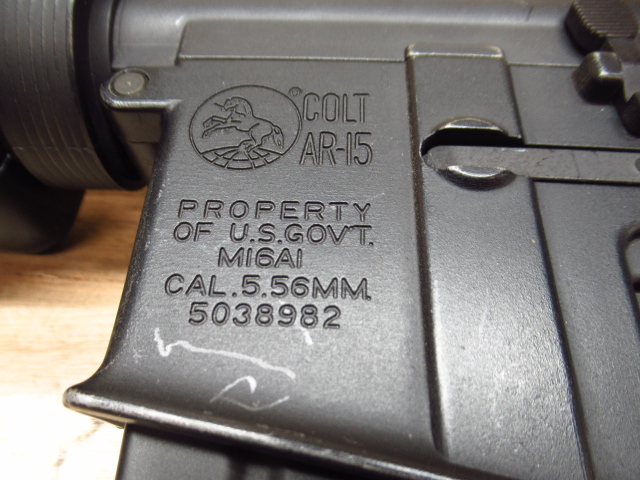 ® COLT
AR-15
PROPERTY
OF U.S.GOV'T.
M16A1
CAL.5.56MM.
5038982